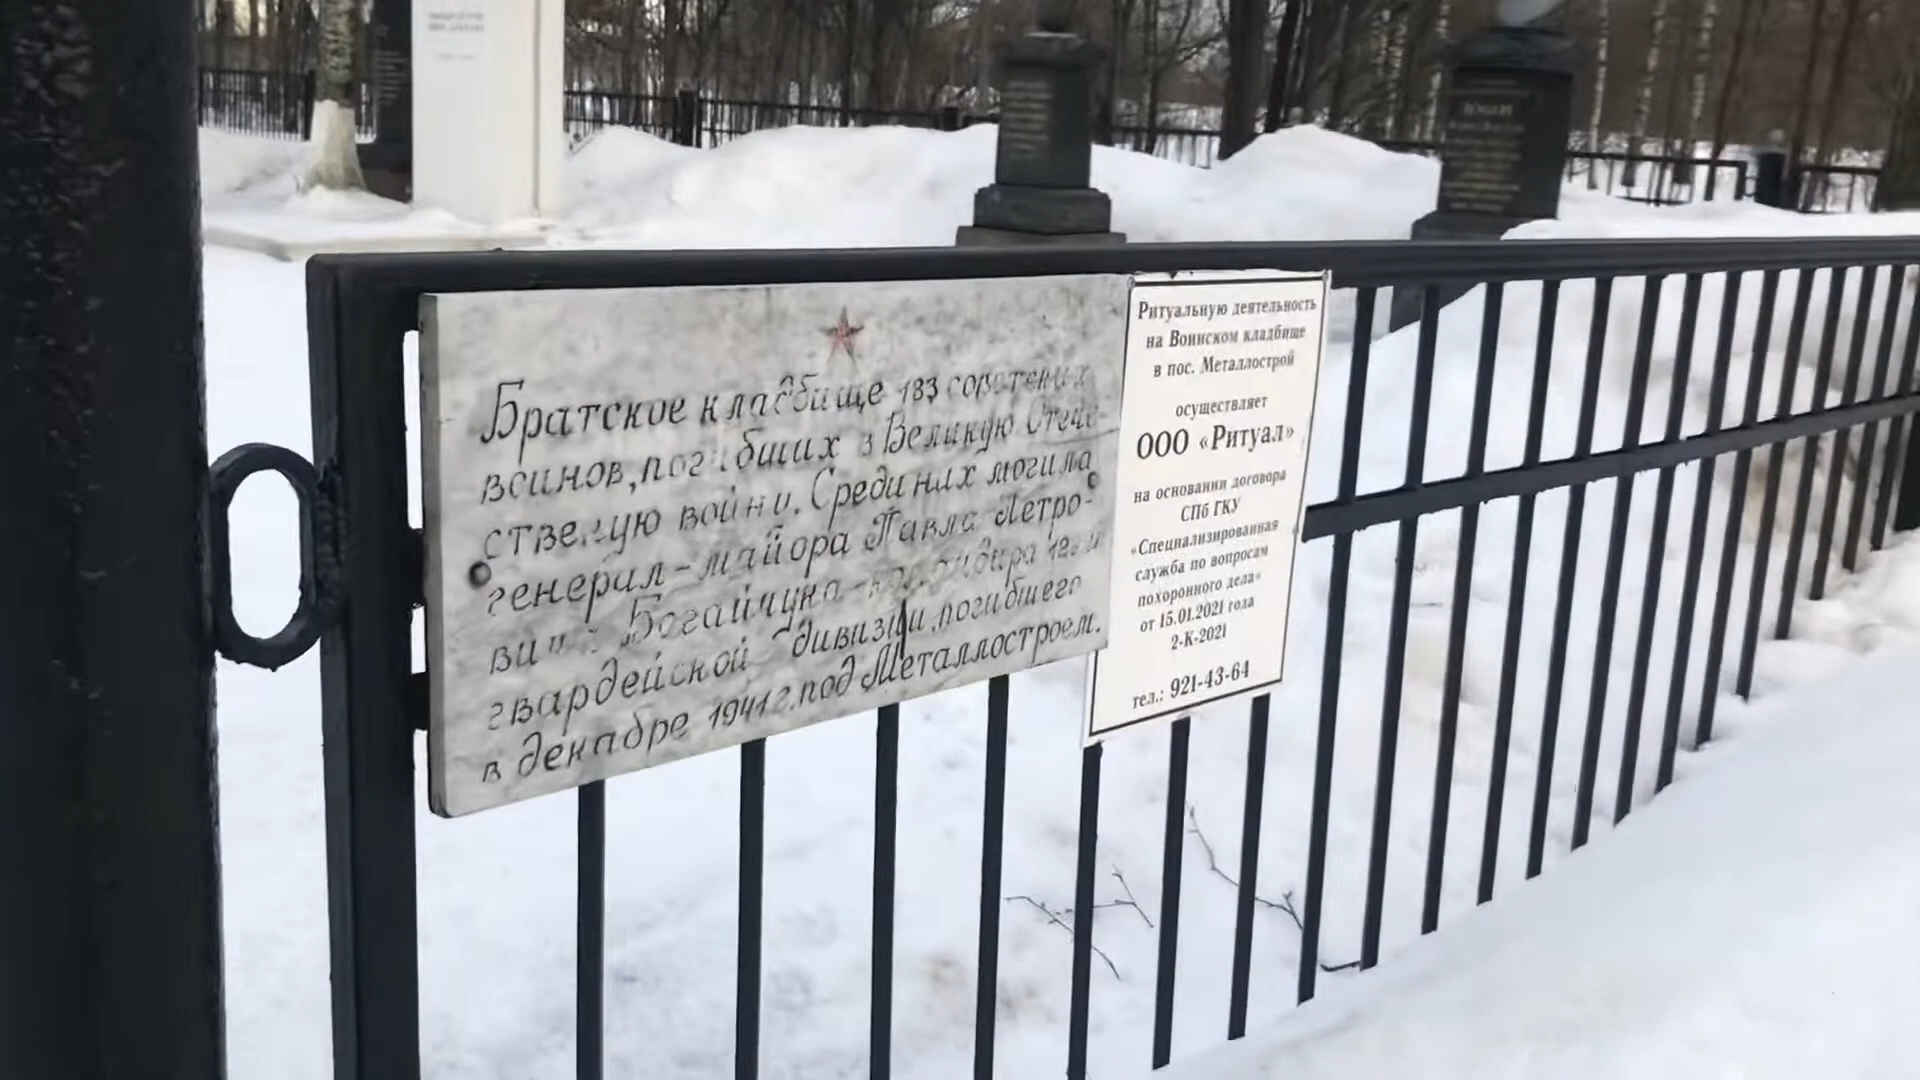 Братское кладбище 183 советских
воинов, погибших в Великую Отече-
ственную войну. Среди них могила
генерал-майора Павла Петро-
вича Богайчука-командира
гвардейской дивизии, погибшего
в декабре 1941 г. под Металлостроем.
Ритуальную деятельность
на Воинском кладбище
в пос. Металлострой
осуществляет
ООО «Ритуал»
на основании договора
СПб ГКУ
«Специализированная
служба по вопросам
похоронного дела»
от 15.01.2021 года
2-К-2021
тел.: 921-43-64